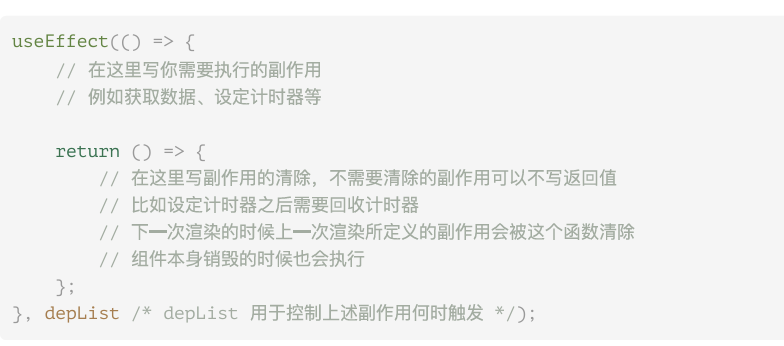 useEffect(() => {
    // 在这里写你需要执行的副作用
    // 例如获取数据、设定计时器等

    return () => {
        // 在这里写副作用的清除，不需要清除的副作用可以不写返回值
        // 比如设定计时器之后需要回收计时器
        // 下一次渲染的时候上一次渲染所定义的副作用会被这个函数清除
        // 组件本身销毁的时候也会执行
    };
}, depList /* depList 用于控制上述副作用何时触发 */);